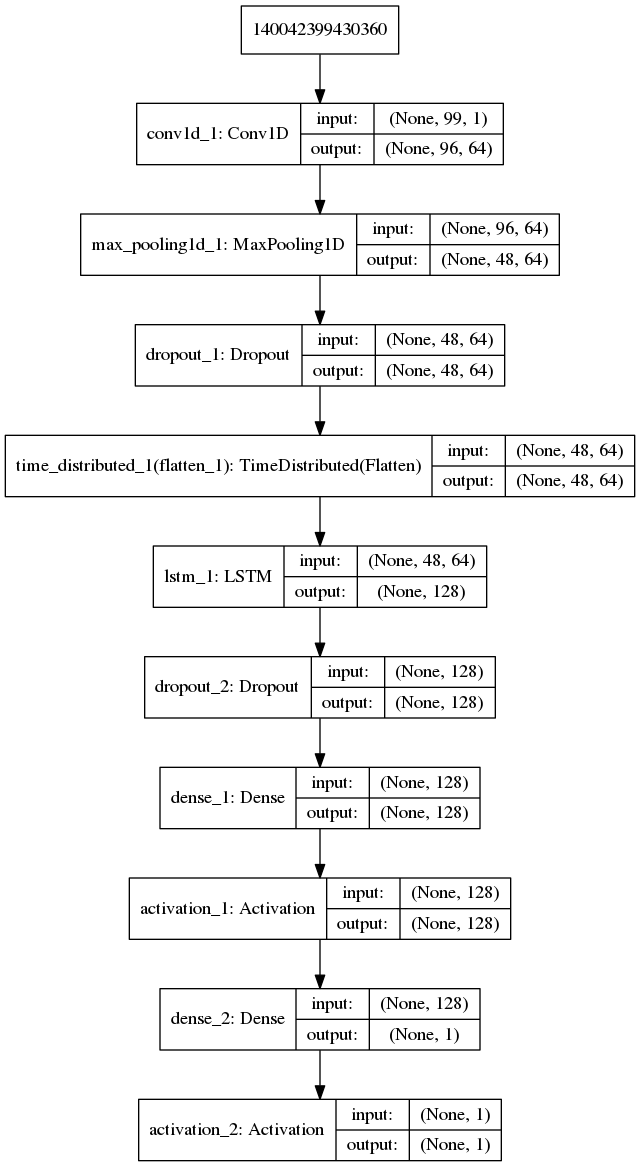 140042399430360
conv1d_1: Conv1D
input:
(None, 99, 1)
output:
(None, 96, 64)
max_pooling1d_1: MaxPooling1D
input:
(None, 96, 64)
output:
(None, 48, 64)
dropout_1: Dropout
input:
(None, 48, 64)
output:
(None, 48, 64)
time_distributed_1(flatten_1): TimeDistributed(Flatten)
input:
(None, 48, 64)
output:
(None, 48, 64)
lstm_1: LSTM
input:
(None, 48, 64)
output:
(None, 128)
dropout_2: Dropout
input:
(None, 128)
output:
(None, 128)
dense_1: Dense
input:
(None, 128)
output:
(None, 128)
activation_1: Activation
input:
(None, 128)
output:
(None, 128)
dense_2: Dense
input:
(None, 128)
output:
(None, 1)
activation_2: Activation
input:
(None, 1)
output:
(None, 1)